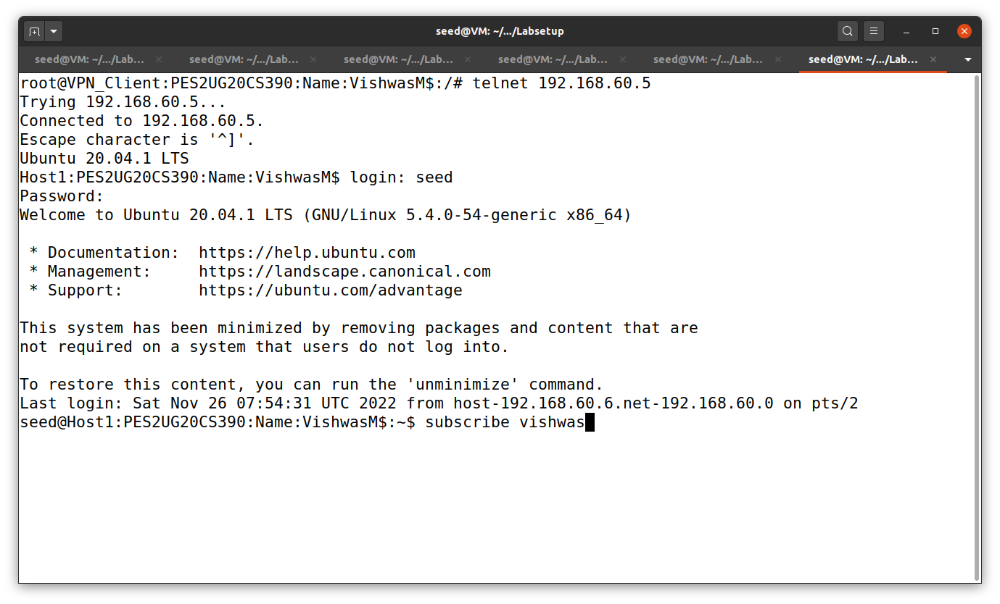 seed@VM: ~/.../Labsetup
seed@VM: ~/.../Lab... seed@VM: ~/.../Lab... seed@VM: ~/.../Lab... seed@VM: ~/.../Lab... seed@VM: ~/.../Lab... seed@VM: ~/.../Lab...
root@VPN_Client:PES2UG20CS390:Name:VishwasM$:/# telnet 192.168.60.5
Trying 192.168.60.5...
Connected to 192.168.60.5.
Escape character is '^]'.
Ubuntu 20.04.1 LTS
Host1:PES2UG20CS390:Name:VishwasM$ login: seed
Password:
Welcome to Ubuntu 20.04.1 LTS (GNU/Linux 5.4.0-54-generic x86_64)
* Documentation:  https://help.ubuntu.com
* Management:     https://landscape.canonical.com
* Support:        https://ubuntu.com/advantage
This system has been minimized by removing packages and content that are
not required on a system that users do not log into.
To restore this content, you can run the 'unminimize' command.
Last login: Sat Nov 26 07:54:31 UTC 2022 from host-192.168.60.6.net-192.168.60.0 on pts/2
seed@Host1:PES2UG20CS390:Name:VishwasM$:~$ subscribe vishwas